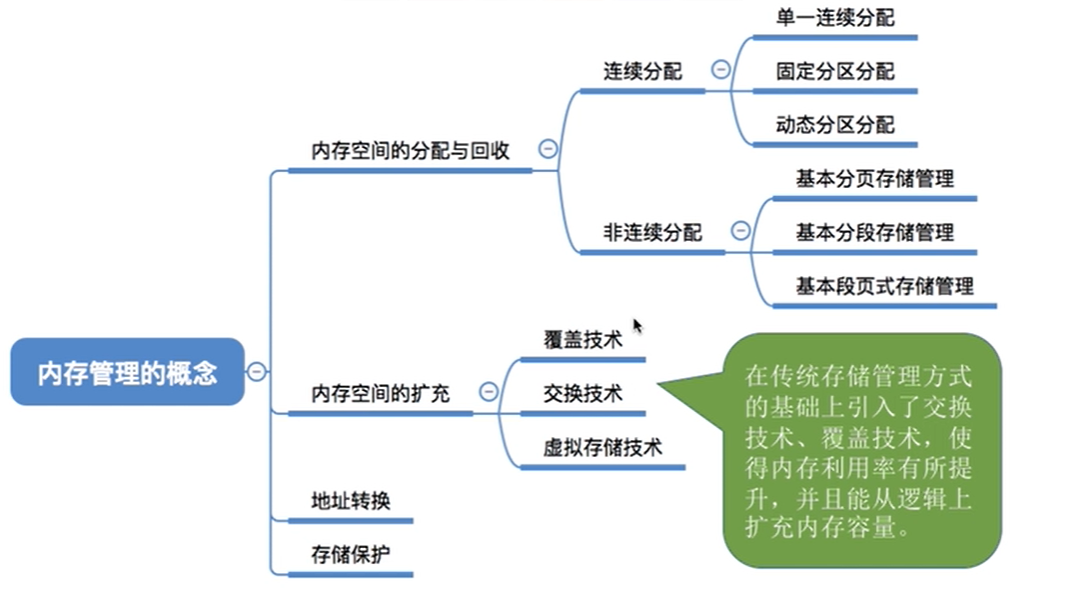 内存管理的概念
内存空间的分配与回收
连续分配
单一连续分配
固定分区分配
动态分区分配
非连续分配
基本分页存储管理
基本分段存储管理
基本段页式存储管理
内存空间的扩充
覆盖技术
交换技术
虚拟存储技术
在传统存储管理方式
的基础上引入了交换
技术、覆盖技术，使
得内存利用率有所提
升，并且能从逻辑上
扩充内存容量。
地址转换
存储保护